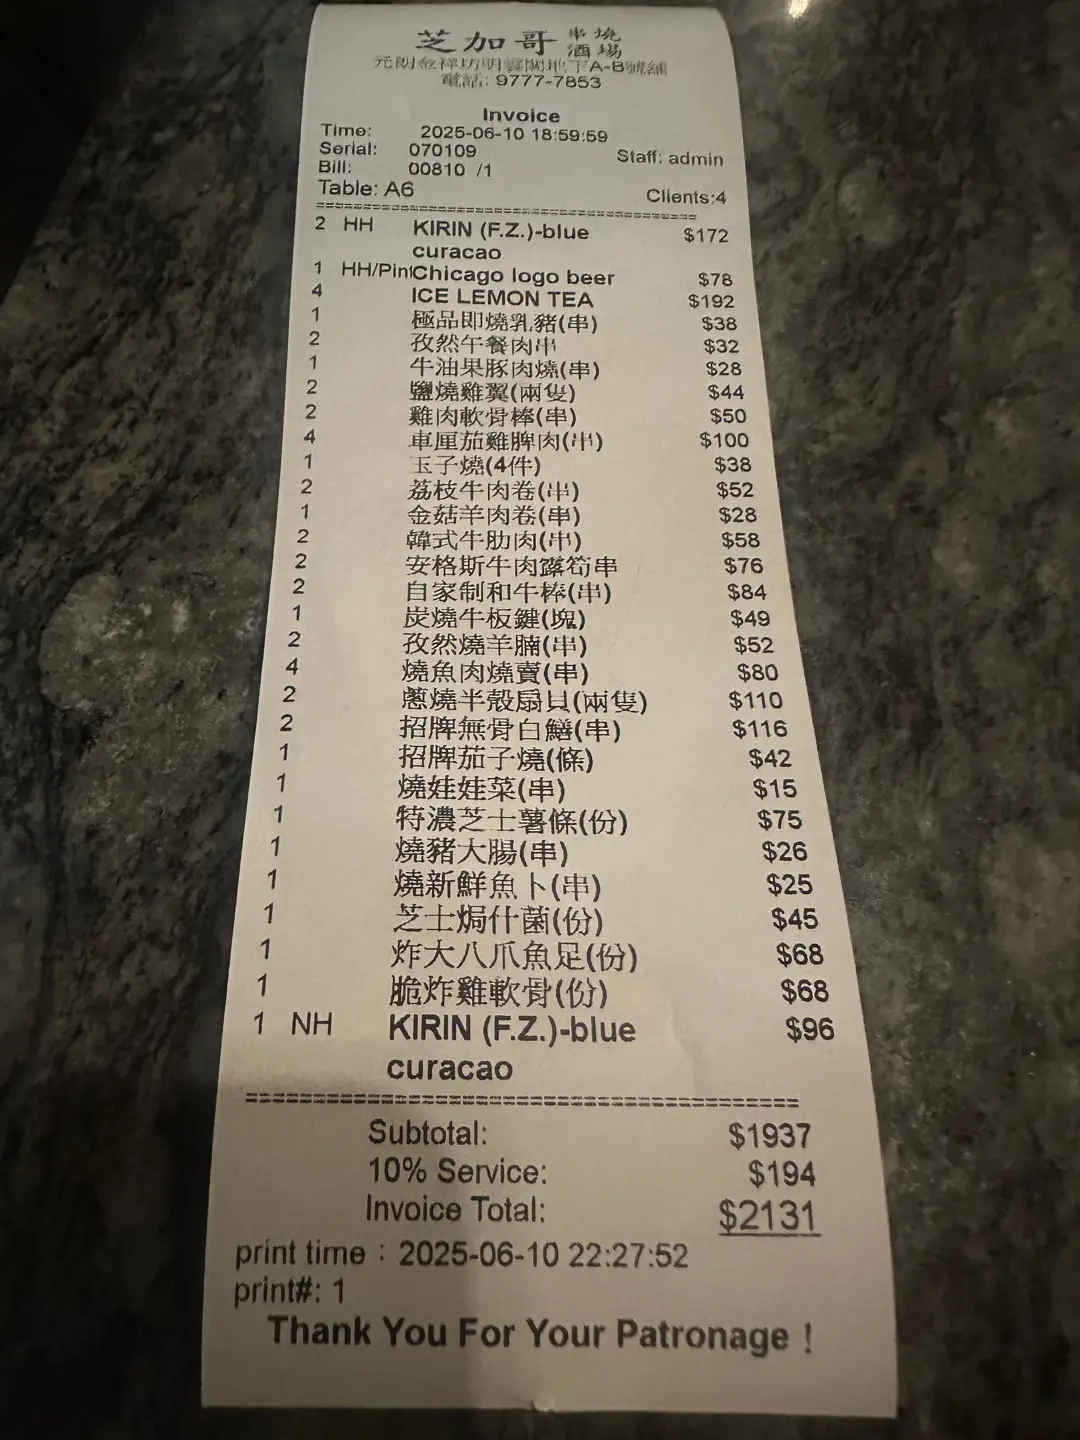 芝加哥 串燒酒場
元朗金祥坊明馨閣地下A-B號舖
電話: 9777-7853
Invoice
Time: 2025-06-10 18:59:59
Serial: 070109 Staff: admin
Bill: 00810 /1
Table: A6 Clients:4
2 HH KIRIN (F.Z.)-blue curacao $172
1 HH/Pint Chicago logo beer $78
4 ICE LEMON TEA $192
1 極品即燒乳豬(串) $38
2 孜然午餐肉串 $32
1 牛油果豚肉燒(串) $28
2 鹽燒雞翼(兩隻) $44
2 雞肉軟骨棒(串) $50
4 車厘茄雞脾肉(串) $100
1 玉子燒(4件) $38
2 荔枝牛肉卷(串) $52
1 金菇羊肉卷(串) $28
2 韓式牛肋肉(串) $58
2 安格斯牛肉露筍串 $76
2 自家制和牛棒(串) $84
1 炭燒牛板鍵(塊) $49
2 孜然燒羊腩(串) $52
4 燒魚肉燒賣(串) $80
2 蔥燒半殼扇貝(兩隻) $110
2 招牌無骨白鱔(串) $116
1 招牌茄子燒(條) $42
1 燒娃娃菜(串) $15
1 特濃芝士薯條(份) $75
1 燒豬大腸(串) $26
1 燒新鮮魚卜(串) $25
1 芝士焗什菌(份) $45
1 炸大八爪魚足(份) $68
1 脆炸雞軟骨(份) $68
1 NH KIRIN (F.Z.)-blue curacao $96
Subtotal: $1937
10% Service: $194
Invoice Total: $2131
print time：2025-06-10 22:27:52
print#: 1
Thank You For Your Patronage！